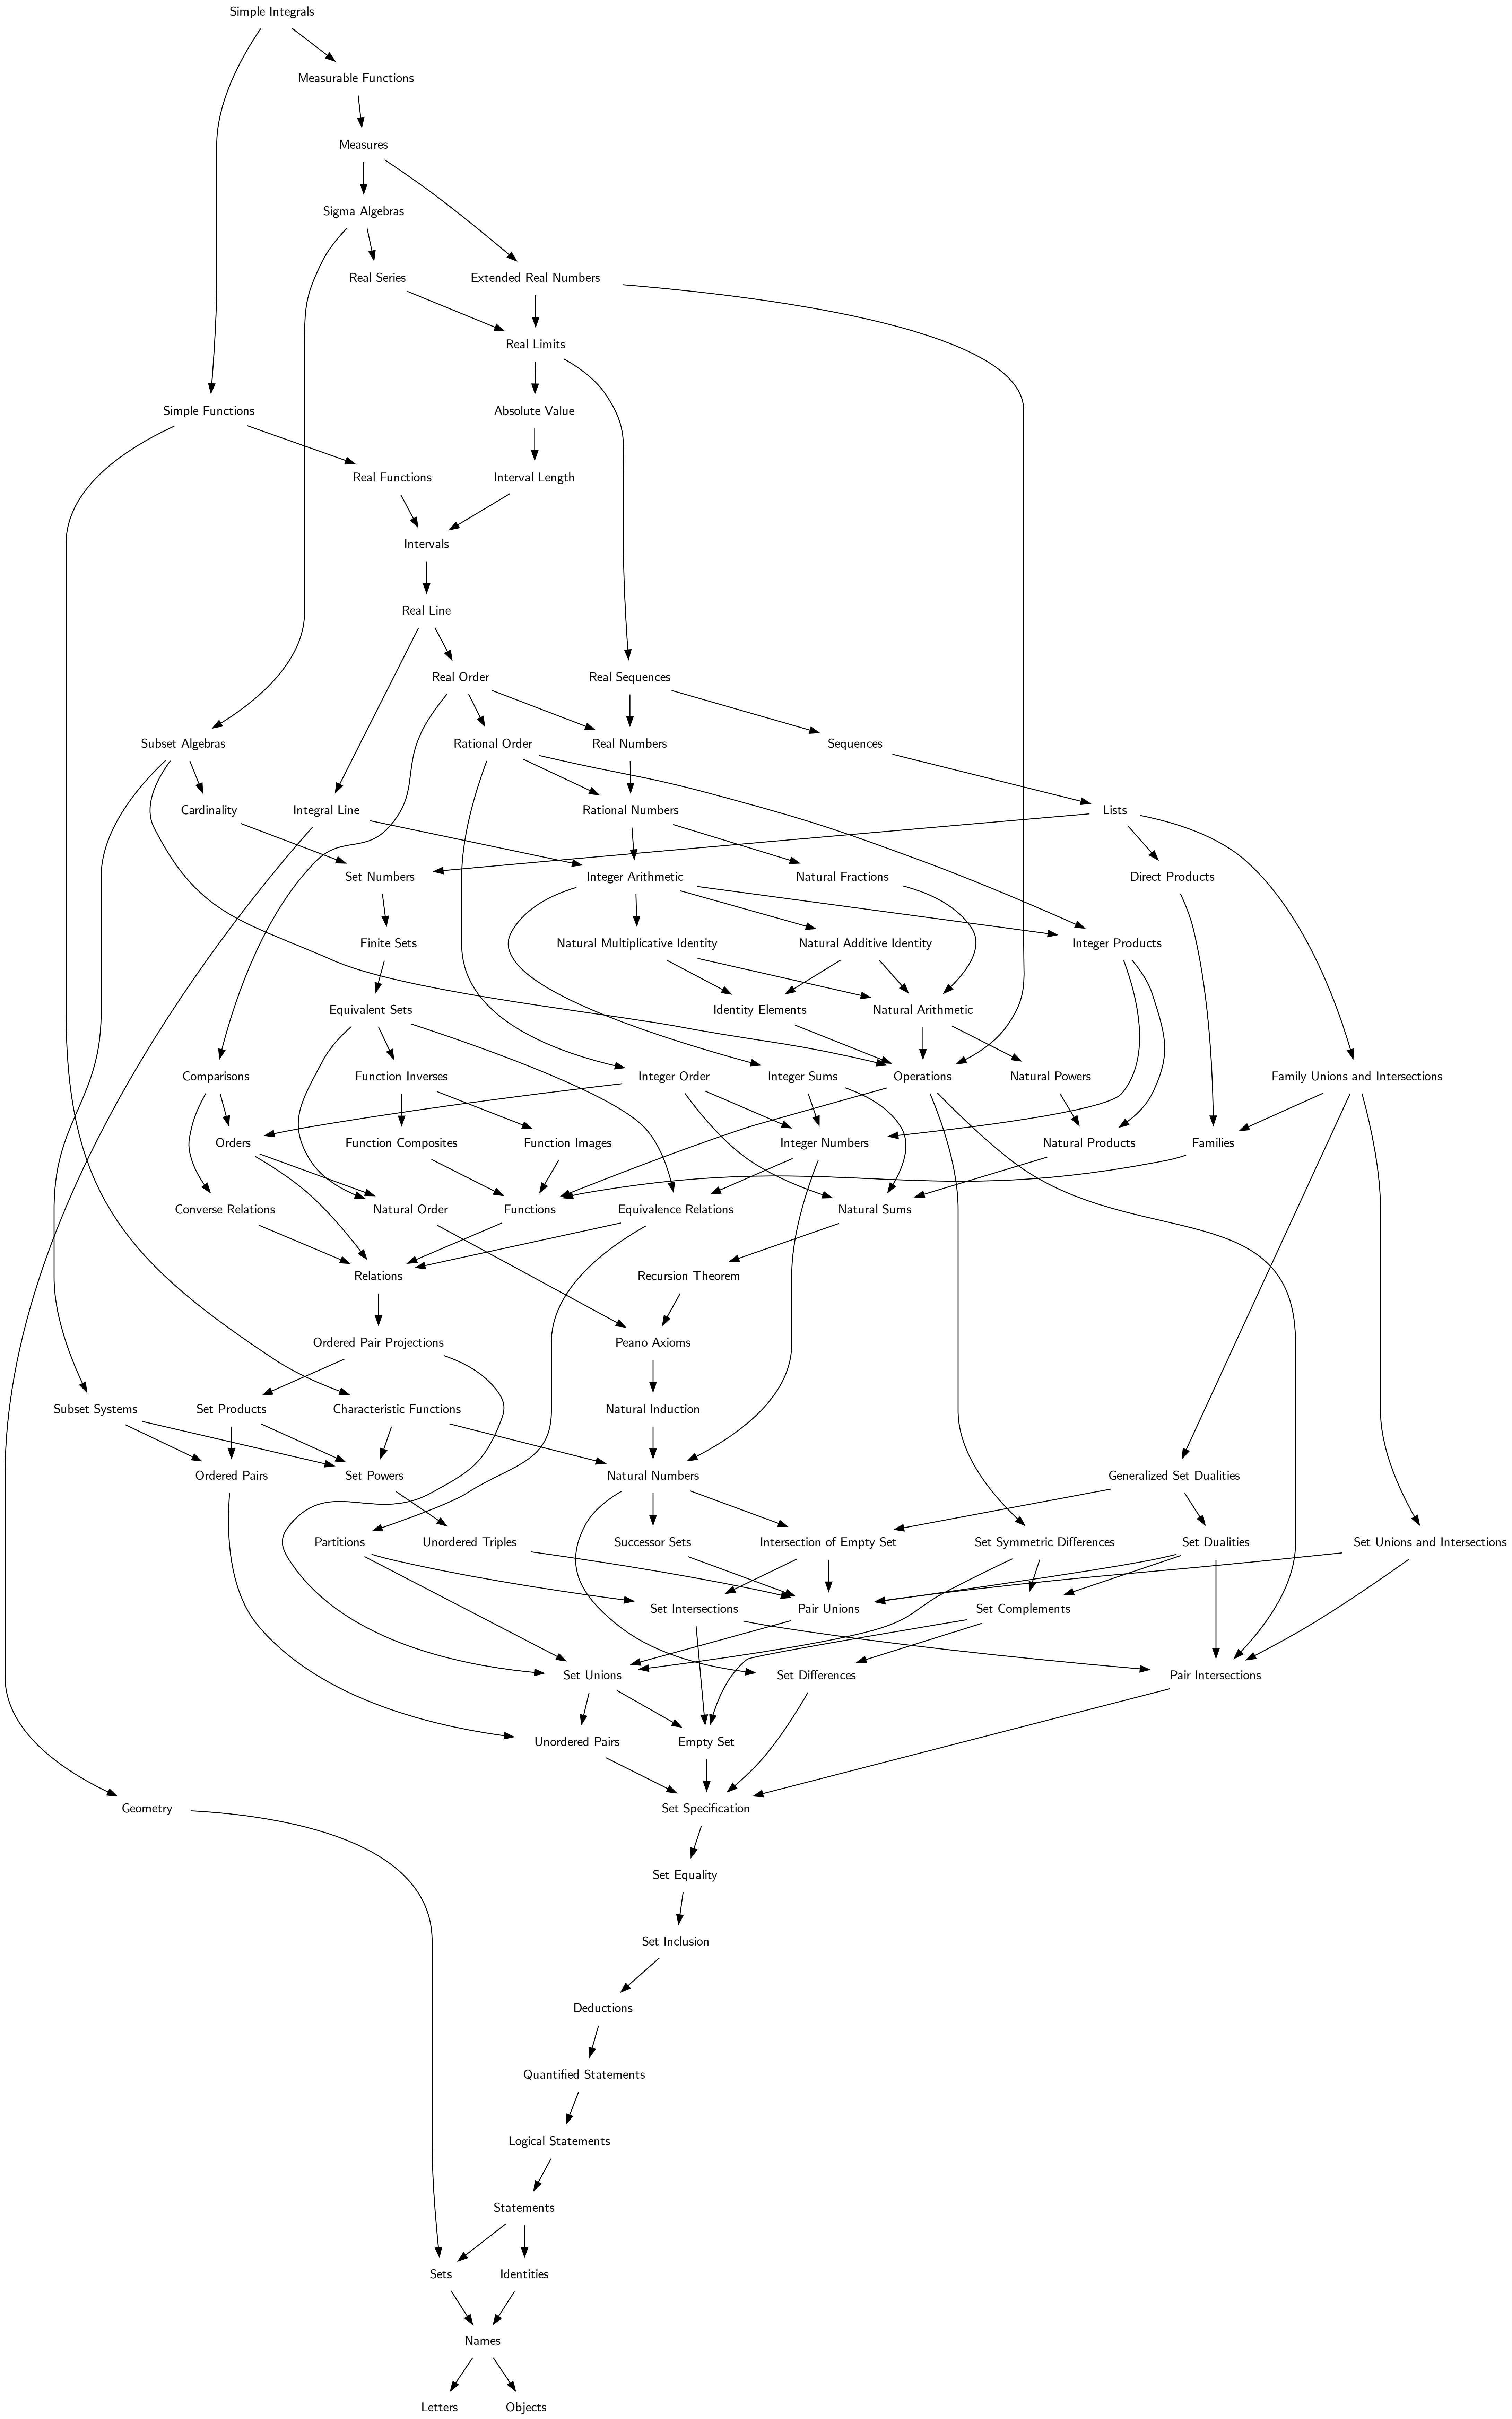 Simple Integrals
Measurable Functions
Measures
Sigma Algebras
Real Series
Extended Real Numbers
Real Limits
Simple Functions
Absolute Value
Real Functions
Interval Length
Intervals
Real Line
Real Order
Real Sequences
Subset Algebras
Rational Order
Real Numbers
Sequences
Cardinality
Integral Line
Rational Numbers
Lists
Set Numbers
Integer Arithmetic
Natural Fractions
Direct Products
Finite Sets
Natural Multiplicative Identity
Natural Additive Identity
Integer Products
Equivalent Sets
Identity Elements
Natural Arithmetic
Comparisons
Function Inverses
Integer Order
Integer Sums
Operations
Natural Powers
Family Unions and Intersections
Orders
Function Composites
Function Images
Integer Numbers
Natural Products
Families
Converse Relations
Natural Order
Functions
Equivalence Relations
Natural Sums
Relations
Recursion Theorem
Ordered Pair Projections
Peano Axioms
Subset Systems
Set Products
Characteristic Functions
Natural Induction
Ordered Pairs
Set Powers
Natural Numbers
Generalized Set Dualities
Partitions
Unordered Triples
Successor Sets
Intersection of Empty Set
Set Symmetric Differences
Set Dualities
Set Unions and Intersections
Set Intersections
Pair Unions
Set Complements
Set Unions
Set Differences
Pair Intersections
Unordered Pairs
Empty Set
Geometry
Set Specification
Set Equality
Set Inclusion
Deductions
Quantified Statements
Logical Statements
Statements
Sets
Identities
Names
Letters
Objects